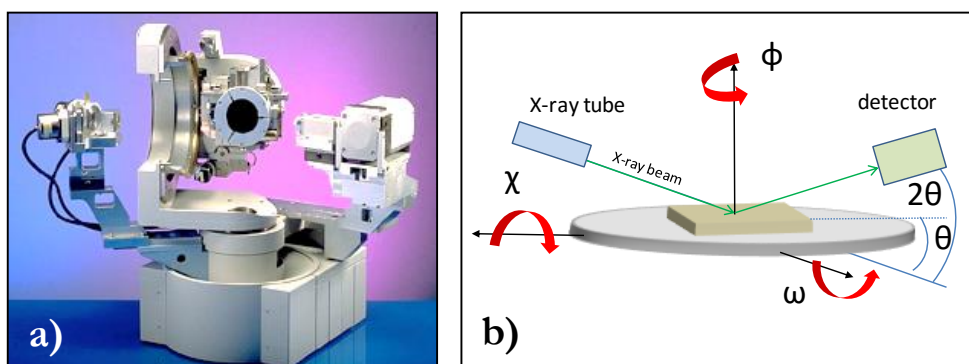 a)
b)
ϕ
X-ray tube
detector
X-ray beam
χ
2θ
θ
ω